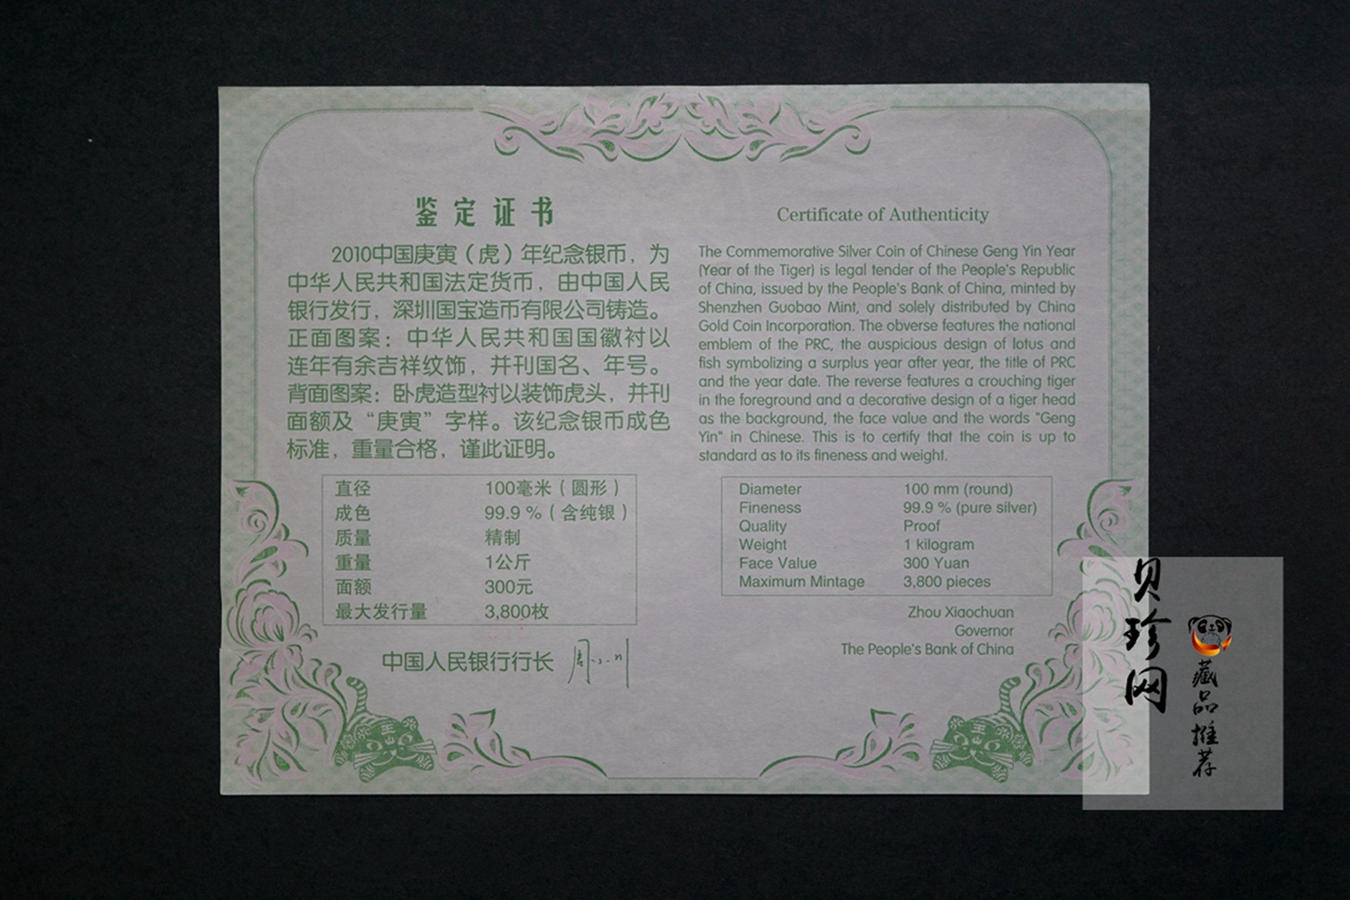 鉴定证书
2010中国庚寅（虎）年纪念银币，为
中华人民共和国法定货币，由中国人民
银行发行，深圳国宝造币有限公司铸造。
正面图案：中华人民共和国国徽衬以
连年有余吉祥纹饰，并刊国名、年号。
背面图案：卧虎造型衬以装饰虎头，并刊
面额及“庚寅”字样。该纪念银币成色
标准，重量合格，谨此证明。
直径 100毫米（圆形）
成色 99.9 %（含纯银）
质量 精制
重量 1公斤
面额 300元
最大发行量 3,800枚
中国人民银行行长
Certificate of Authenticity
The Commemorative Silver Coin of Chinese Geng Yin Year
(Year of the Tiger) is legal tender of the People's Republic
of China, issued by the People's Bank of China, minted by
Shenzhen Guobao Mint, and solely distributed by China
Gold Coin Incorporation. The obverse features the national
emblem of the PRC, the auspicious design of lotus and
fish symbolizing a surplus year after year, the title of PRC
and the year date. The reverse features a crouching tiger
in the foreground and a decorative design of a tiger head
as the background, the face value and the words "Geng
Yin" in Chinese. This is to certify that the coin is up to
standard as to its fineness and weight.
Diameter 100 mm (round)
Fineness 99.9 % (pure silver)
Quality Proof
Weight 1 kilogram
Face Value 300 Yuan
Maximum Mintage 3,800 pieces
Zhou Xiaochuan
Governor
The People's Bank of China
王
王
贝珍网
藏品推荐